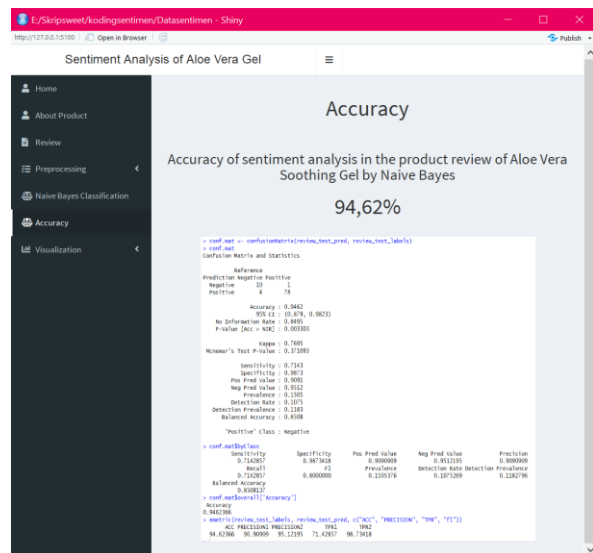 E:/Skripsweet/kodingsentimen/Datasentimen - Shiny
http://127.0.0.1:5100 Open in Browser Publish
Sentiment Analysis of Aloe Vera Gel
Home
About Product
Review
Preprocessing
Naive Bayes Classification
Accuracy
Visualization
Accuracy
Accuracy of sentiment analysis in the product review of Aloe Vera
Soothing Gel by Naive Bayes
94,62%
> conf.mat <- confusionMatrix(review_test_pred, review_test_labels)
> conf.mat
Confusion Matrix and Statistics
Reference
Prediction Negative Positive
Negative 10 1
Positive 4 78
Accuracy : 0.9462
95% CI : (0.879, 0.9823)
No Information Rate : 0.8495
P-Value [Acc > NIR] : 0.003303
Kappa : 0.7695
Mcnemar's Test P-Value : 0.371093
Sensitivity : 0.7143
Specificity : 0.9873
Pos Pred Value : 0.9091
Neg Pred Value : 0.9512
Prevalence : 0.1505
Detection Rate : 0.1075
Detection Prevalence : 0.1183
Balanced Accuracy : 0.8508
'Positive' Class : Negative
> conf.mat$byClass
Sensitivity Specificity Pos Pred Value Neg Pred Value Precision
0.7142857 0.9873418 0.9090909 0.9512195 0.9090909
Recall F1 Prevalence Detection Rate Detection Prevalence
0.7142857 0.8000000 0.1505376 0.1075269 0.1182796
Balanced Accuracy
0.8508137
> conf.mat$overall['Accuracy']
Accuracy
0.9462366
> mmetric(review_test_labels, review_test_pred, c("ACC", "PRECISION", "TPR", "F1"))
ACC PRECISION1 PRECISION2 TPR1 TPR2
94.62366 90.90909 95.12195 71.42857 98.73418